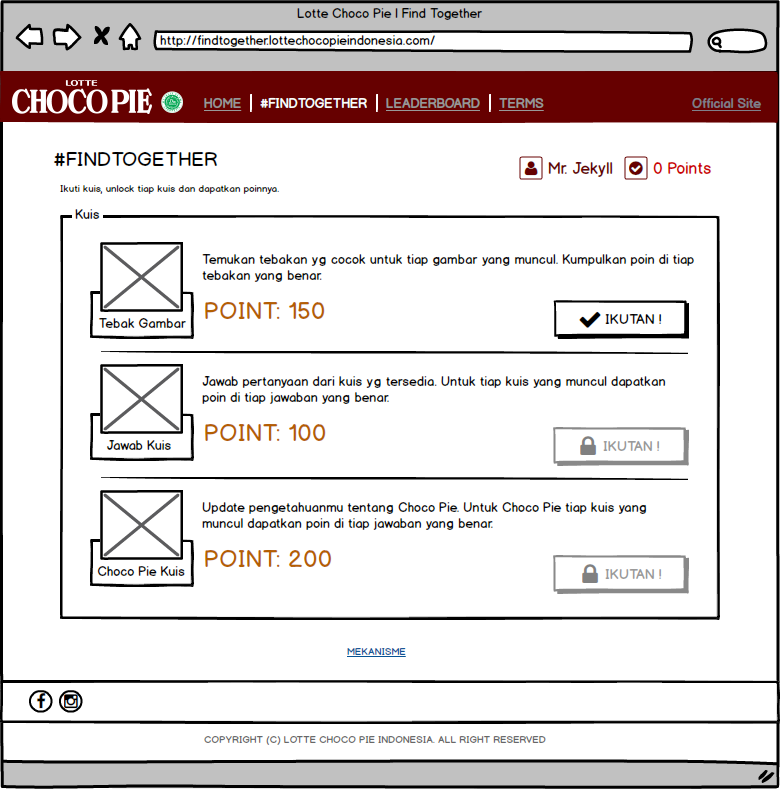 Lotte Choco Pie | Find Together
http://findtogether.lottechocopieindonesia.com/
LOTTE
CHOCO PIE
HOME | #FINDTOGETHER | LEADERBOARD | TERMS
Official Site
#FINDTOGETHER
Mr. Jekyll
0 Points
Ikuti kuis, unlock tiap kuis dan dapatkan poinnya.
Kuis
Temukan tebakan yg cocok untuk tiap gambar yang muncul. Kumpulkan poin di tiap
tebakan yang benar.
Tebak Gambar
POINT: 150
IKUTAN !
Jawab pertanyaan dari kuis yg tersedia. Untuk tiap kuis yang muncul dapatkan
poin di tiap jawaban yang benar.
Jawab Kuis
POINT: 100
IKUTAN !
Update pengetahuanmu tentang Choco Pie. Untuk Choco Pie tiap kuis yang
muncul dapatkan poin di tiap jawaban yang benar.
Choco Pie Kuis
POINT: 200
IKUTAN !
MEKANISME
COPYRIGHT (C) LOTTE CHOCO PIE INDONESIA. ALL RIGHT RESERVED